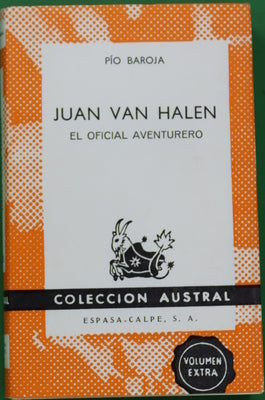 PÍO BAROJA
JUAN VAN HALEN
EL OFICIAL AVENTURERO
COLECCION AUSTRAL
ESPASA-CALPE, S. A.
VOLUMEN
EXTRA